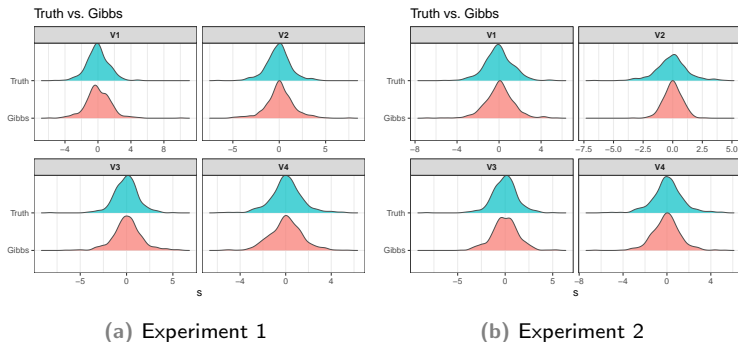 Truth vs. Gibbs
V1
V2
Truth
Gibbs
−4 0 4 8
−5 0 5
V3
V4
Truth
Gibbs
−5 0 5
−4 0 4
s
(a) Experiment 1
Truth vs. Gibbs
V1
V2
Truth
Gibbs
−8 −4 0 4
−7.5 −5.0 −2.5 0.0 2.5 5.0
V3
V4
Truth
Gibbs
−5 0 5
−8 −4 0 4
s
(b) Experiment 2